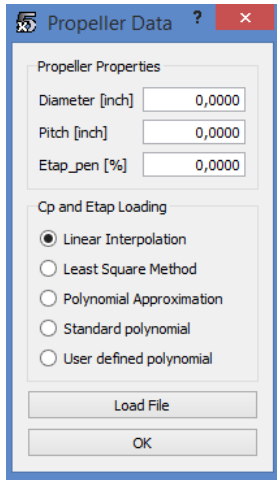 Propeller Data ?
Propeller Properties
Diameter [inch] 0,0000
Pitch [inch] 0,0000
Etap_pen [%] 0,0000
Cp and Etap Loading
Linear Interpolation
Least Square Method
Polynomial Approximation
Standard polynomial
User defined polynomial
Load File
OK